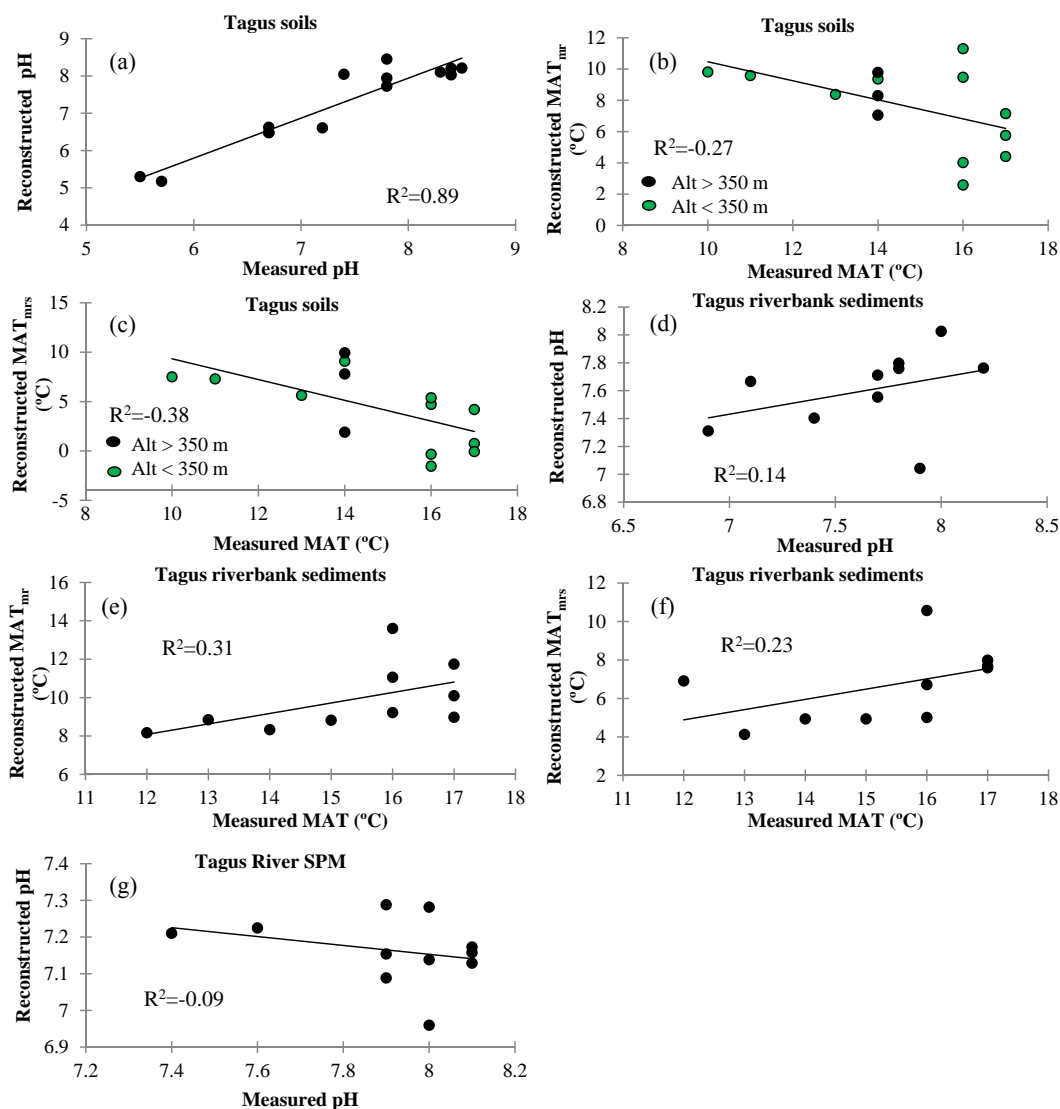 Tagus soils
(a)
Reconstructed pH
9
8
7
6
5
4
R²=0.89
5 6 7 8 9
Measured pH
Tagus soils
(b)
Reconstructed MATmr
(ºC)
12
10
8
6
4
2
0
R²=-0.27
Alt > 350 m
Alt < 350 m
8 10 12 14 16 18
Measured MAT (ºC)
Tagus soils
(c)
Reconstructed MATmrs
(ºC)
15
10
5
0
-5
R²=-0.38
Alt > 350 m
Alt < 350 m
8 10 12 14 16 18
Measured MAT (ºC)
Tagus riverbank sediments
(d)
Reconstructed pH
8.2
8
7.8
7.6
7.4
7.2
7
6.8
R²=0.14
6.5 7 7.5 8 8.5
Measured pH
Tagus riverbank sediments
(e)
Reconstructed MATmr
(ºC)
16
14
12
10
8
6
R²=0.31
11 12 13 14 15 16 17 18
Measured MAT (ºC)
Tagus riverbank sediments
(f)
Reconstructed MATmrs
(ºC)
12
10
8
6
4
2
R²=0.23
11 12 13 14 15 16 17 18
Measured MAT (ºC)
Tagus River SPM
(g)
Reconstructed pH
7.4
7.3
7.2
7.1
7
6.9
R²=-0.09
7.2 7.4 7.6 7.8 8 8.2
Measured pH